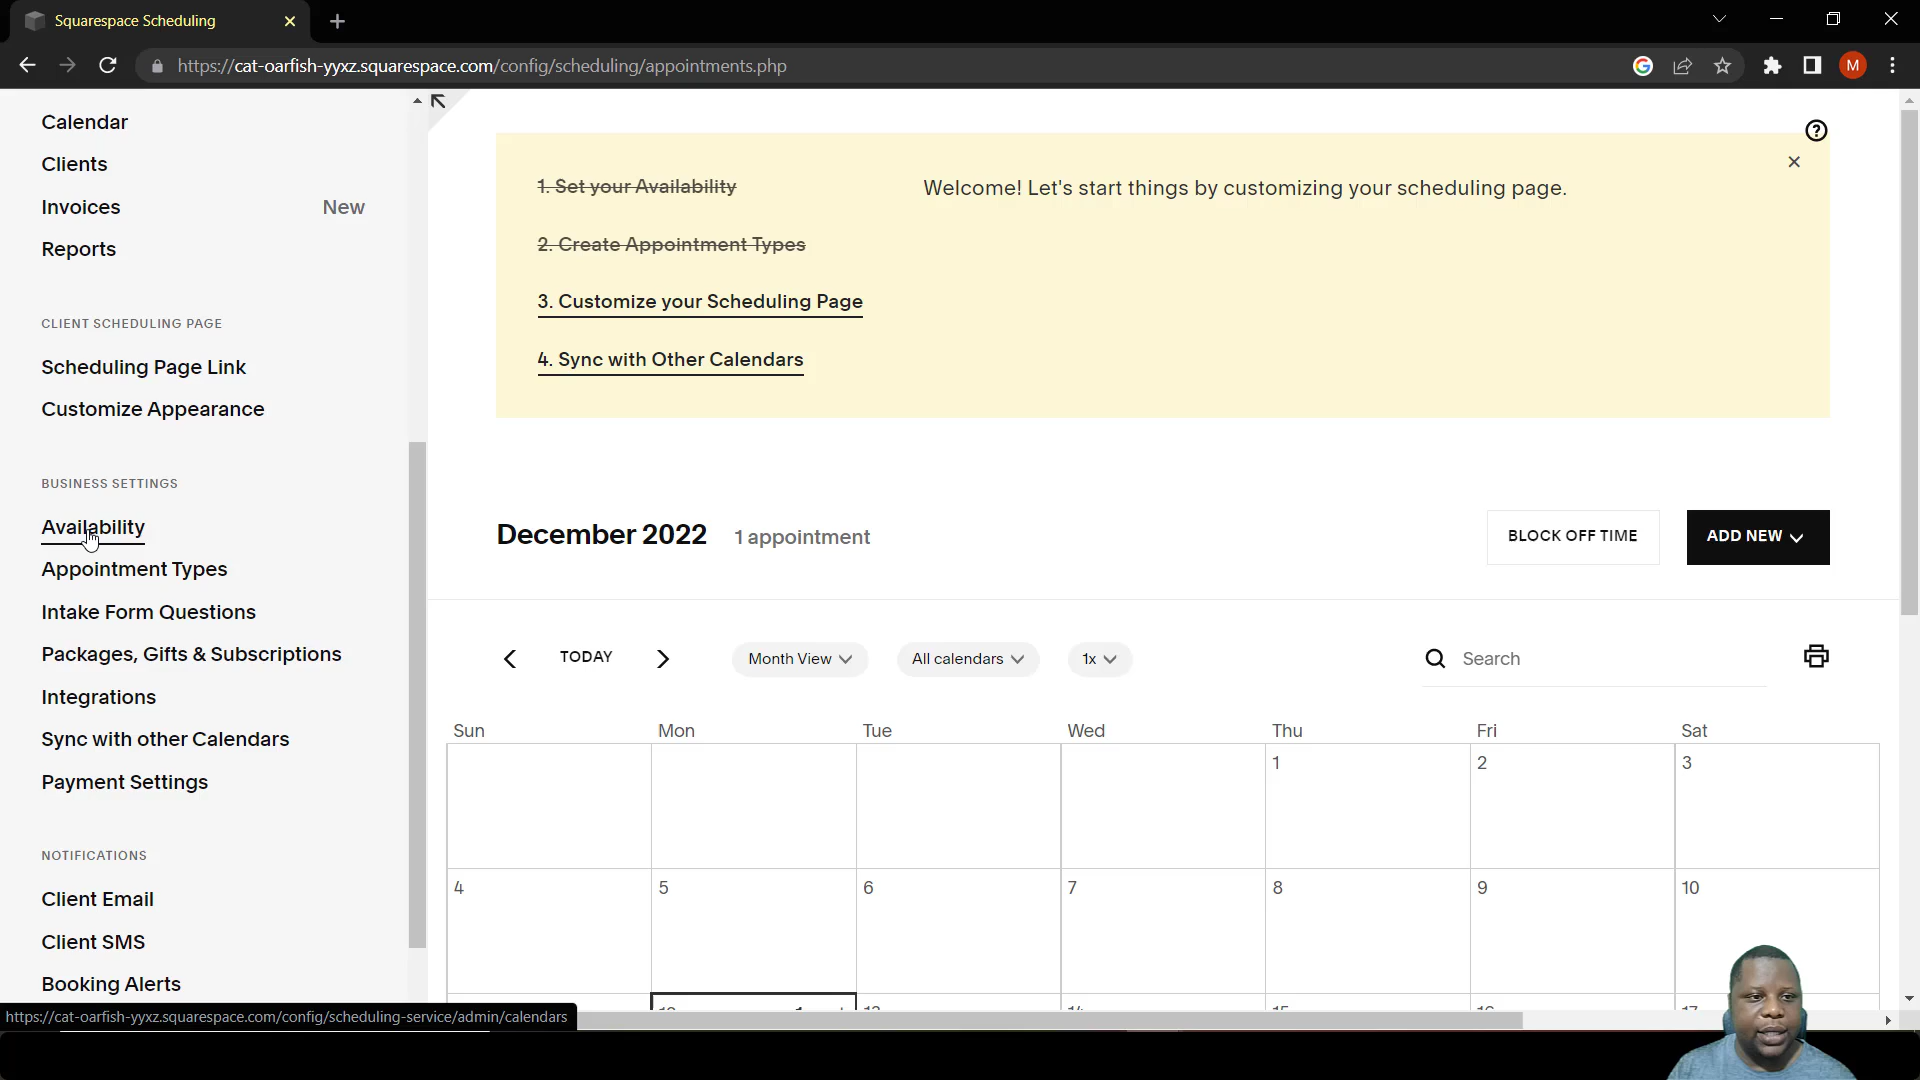 Squarespace Scheduling
https://cat-oarfish-yyxz.squarespace.com/config/scheduling/appointments.php
M
Calendar
Clients
Invoices New
Reports
CLIENT SCHEDULING PAGE
Scheduling Page Link
Customize Appearance
BUSINESS SETTINGS
Availability
Appointment Types
Intake Form Questions
Packages, Gifts & Subscriptions
Integrations
Sync with other Calendars
Payment Settings
NOTIFICATIONS
Client Email
Client SMS
Booking Alerts
https://cat-oarfish-yyxz.squarespace.com/config/scheduling-service/admin/calendars
1. Set your Availability
2. Create Appointment Types
3. Customize your Scheduling Page
4. Sync with Other Calendars
Welcome! Let's start things by customizing your scheduling page.
December 2022 1 appointment
BLOCK OFF TIME
ADD NEW
TODAY
Month View
All calendars
1x
Search
Sun Mon Tue Wed Thu Fri Sat
1 2 3
4 5 6 7 8 9 10